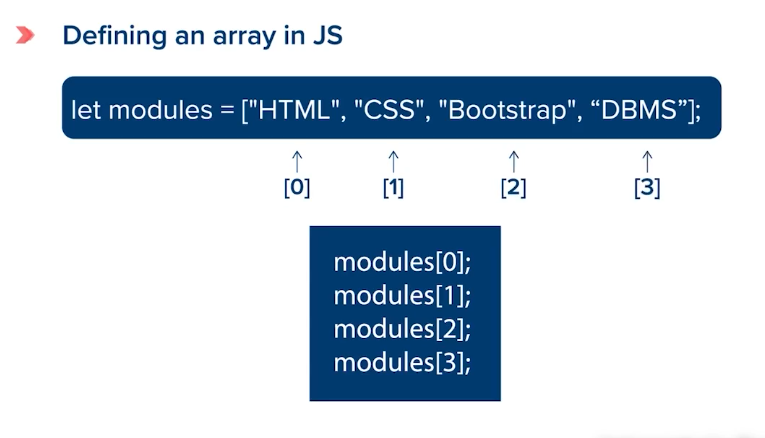 Defining an array in JS
let modules = ["HTML", "CSS", "Bootstrap", “DBMS”];
[0] [1] [2] [3]
modules[0];
modules[1];
modules[2];
modules[3];